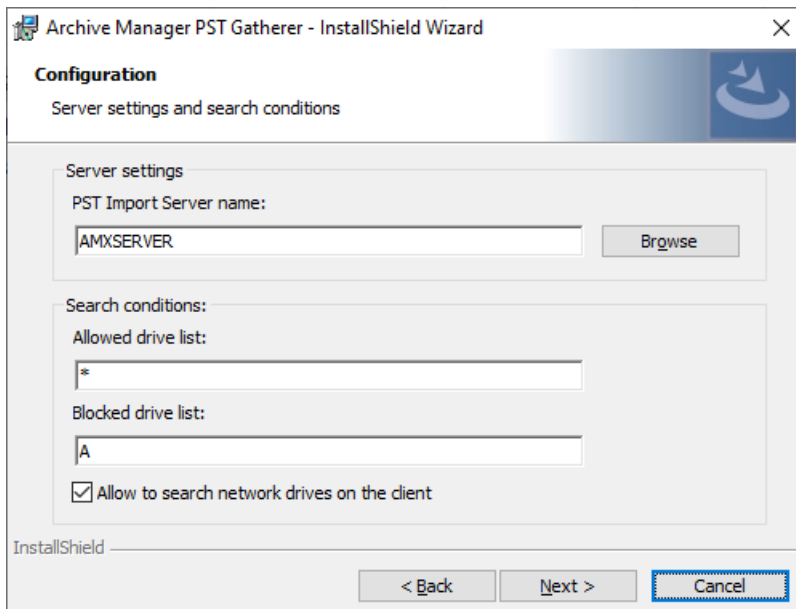 Archive Manager PST Gatherer - InstallShield Wizard
Configuration
Server settings and search conditions
Server settings
PST Import Server name:
AMXSERVER
Browse
Search conditions:
Allowed drive list:
*
Blocked drive list:
A
Allow to search network drives on the client
InstallShield
< Back
Next >
Cancel